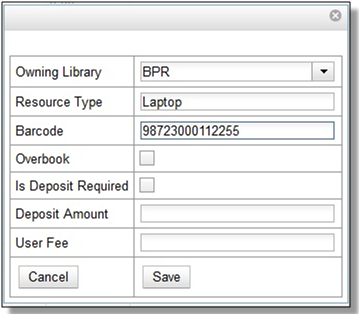 Owning Library BPR
Resource Type Laptop
Barcode 98723000112255
Overbook
Is Deposit Required
Deposit Amount
User Fee
Cancel Save